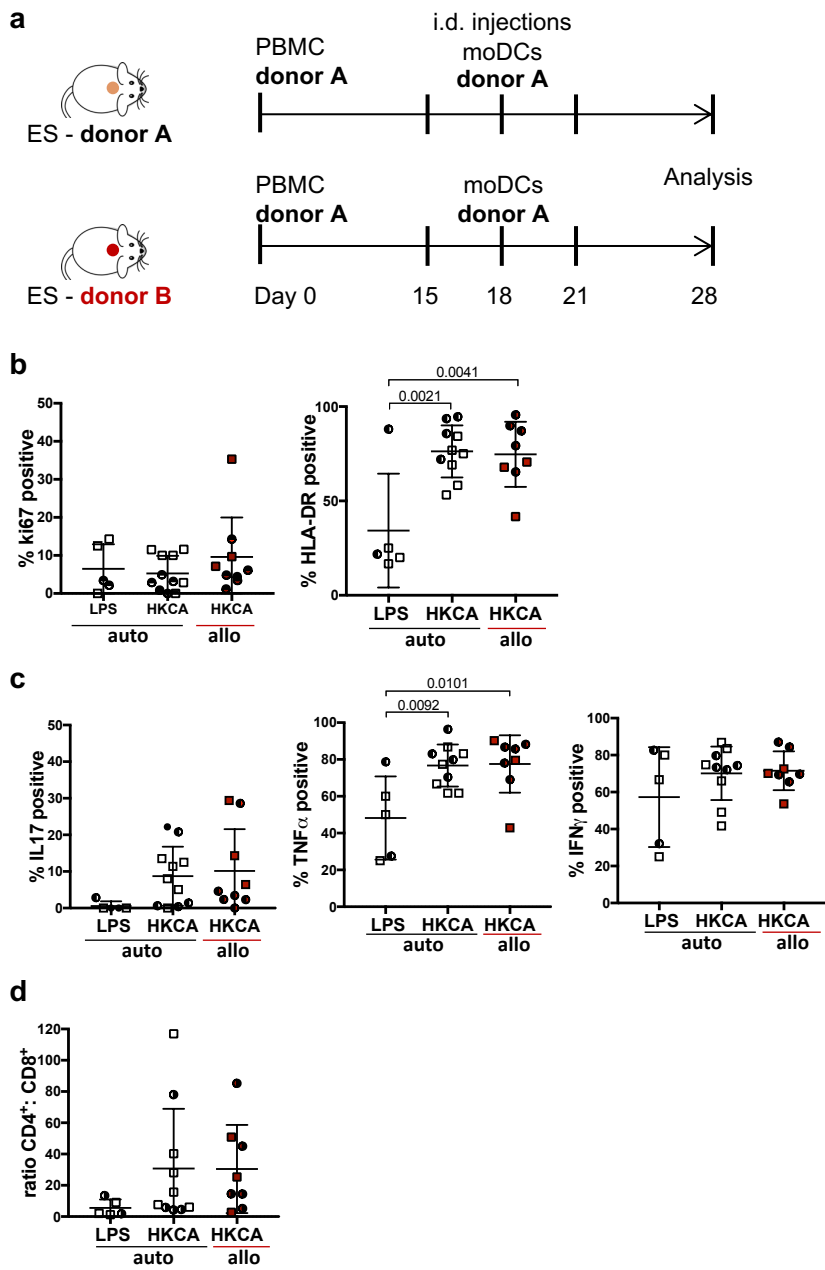 a
i.d. injections
PBMC moDCs
donor A donor A
ES - donor A
PBMC moDCs Analysis
donor A donor A
ES - donor B Day 0 15 18 21 28
b
0.0041
0.0021
% ki67 positive
50
40
30
20
10
0
LPS HKCA HKCA
auto allo
% HLA-DR positive
100
50
0
LPS HKCA HKCA
auto allo
c
% IL17 positive
50
40
30
20
10
0
LPS HKCA HKCA
auto allo
0.0101
0.0092
% TNFα positive
100
80
60
40
20
0
LPS HKCA HKCA
auto allo
% IFNγ positive
100
80
60
40
20
0
LPS HKCA HKCA
auto allo
d
ratio CD4⁺: CD8⁺
120
100
80
60
40
20
0
LPS HKCA HKCA
auto allo